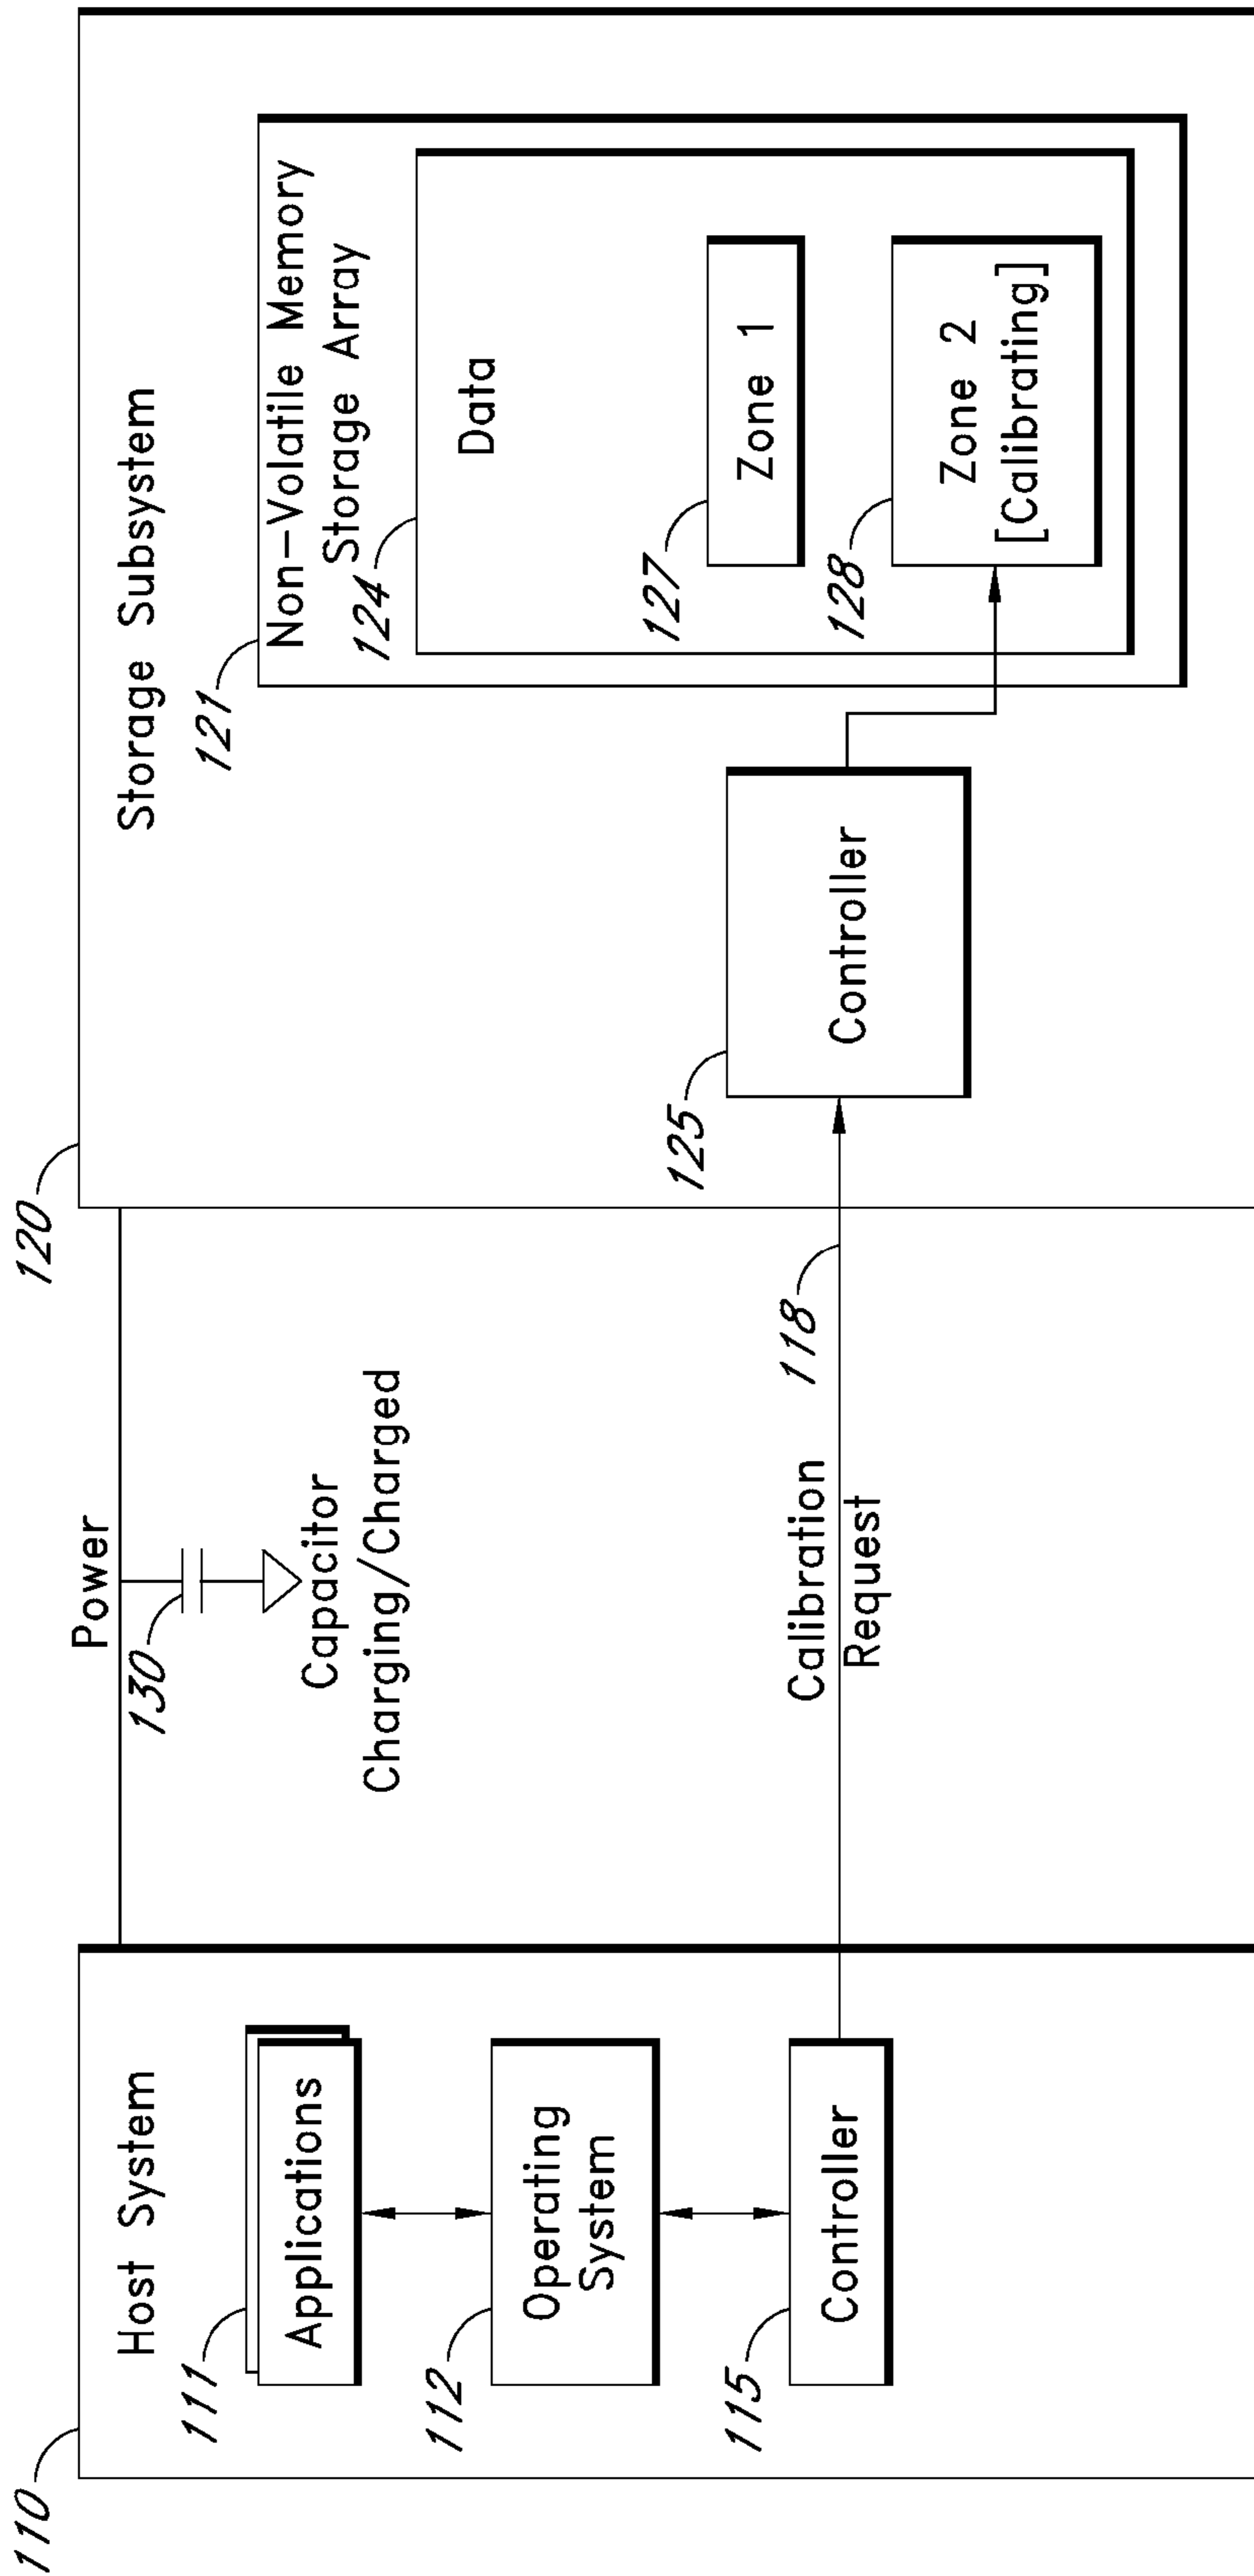 110
Host System
111
Applications
112
Operating
System
115
Controller
Power
130
Capacitor
Charging/Charged
Calibration
Request
118
120
Storage Subsystem
125
Controller
121
Non-Volatile Memory
Storage Array
124
Data
127
Zone 1
128
Zone 2
[Calibrating]